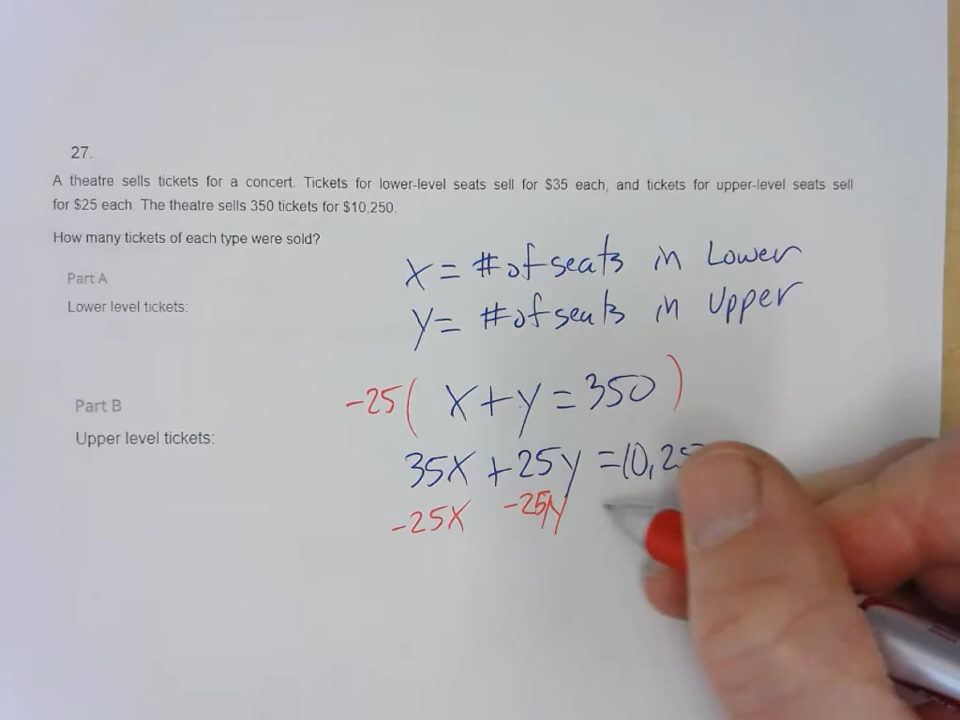 27.
A theatre sells tickets for a concert. Tickets for lower-level seats sell for $35 each, and tickets for upper-level seats sell
for $25 each. The theatre sells 350 tickets for $10,250.
How many tickets of each type were sold?
Part A
Lower level tickets:
x = # of seats in Lower
y = # of seats in Upper
Part B
Upper level tickets:
-25( x+y=350 )
35x +25y =10,25
-25x -25y